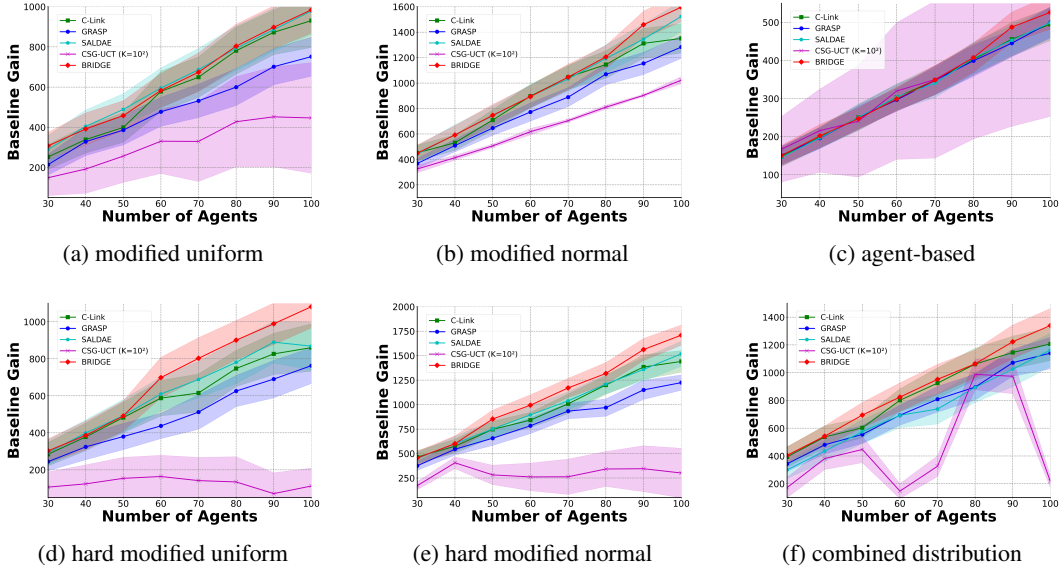 C-Link
GRASP
SALDAE
CSG-UCT (K=10²)
BRIDGE
1000
800
600
400
200
Baseline Gain
30 40 50 60 70 80 90 100
Number of Agents
(a) modified uniform
C-Link
GRASP
SALDAE
CSG-UCT (K=10²)
BRIDGE
1600
1400
1200
1000
800
600
400
200
Baseline Gain
30 40 50 60 70 80 90 100
Number of Agents
(b) modified normal
C-Link
GRASP
SALDAE
CSG-UCT (K=10²)
BRIDGE
500
400
300
200
100
Baseline Gain
30 40 50 60 70 80 90 100
Number of Agents
(c) agent-based
C-Link
GRASP
SALDAE
CSG-UCT (K=10²)
BRIDGE
1000
800
600
400
200
Baseline Gain
30 40 50 60 70 80 90 100
Number of Agents
(d) hard modified uniform
C-Link
GRASP
SALDAE
CSG-UCT (K=10²)
BRIDGE
2000
1750
1500
1250
1000
750
500
250
Baseline Gain
30 40 50 60 70 80 90 100
Number of Agents
(e) hard modified normal
C-Link
GRASP
SALDAE
CSG-UCT (K=10²)
BRIDGE
1400
1200
1000
800
600
400
200
Baseline Gain
30 40 50 60 70 80 90 100
Number of Agents
(f) combined distribution